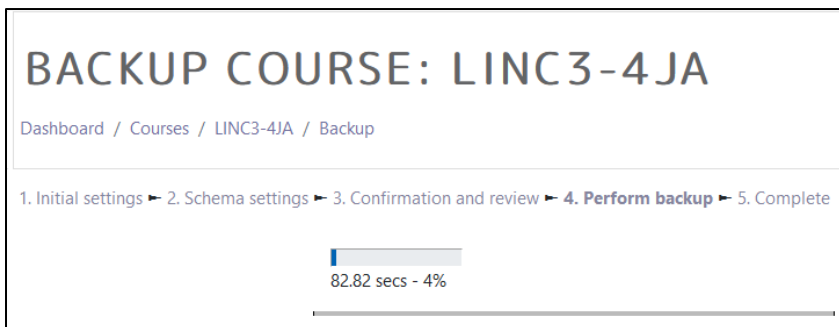 BACKUP COURSE: LINC3-4JA
Dashboard / Courses / LINC3-4JA / Backup
1. Initial settings ► 2. Schema settings ► 3. Confirmation and review ► 4. Perform backup ► 5. Complete
82.82 secs - 4%